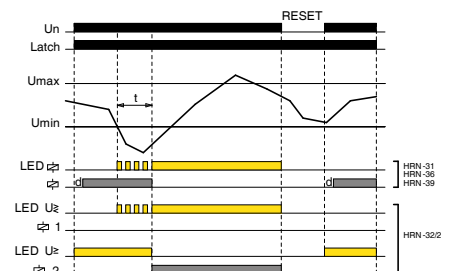 RESET
Un
Latch
Umax
t
Umin
LED
HRN-31
HRN-36
HRN-39
d
d
LED U≷
1
HRN-32/2
LED U≥
2